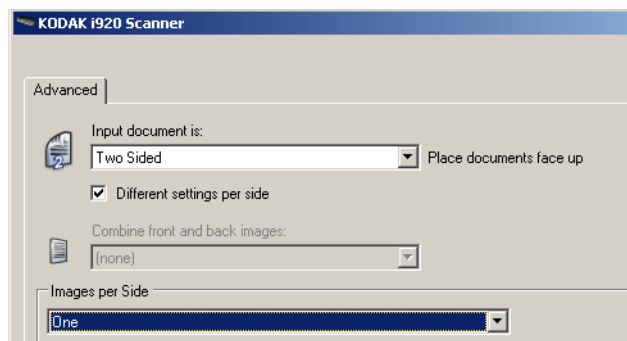 KODAK i920 Scanner
Advanced
Input document is:
2
Two Sided Place documents face up
Different settings per side
Combine front and back images:
(none)
Images per Side
One